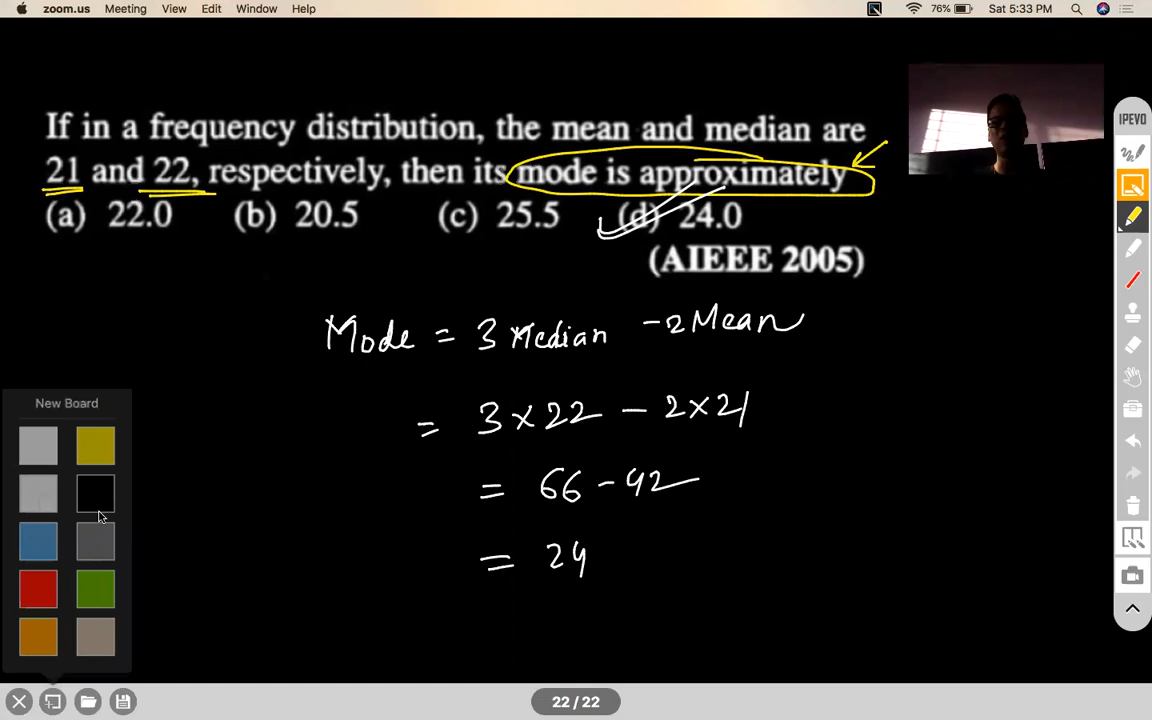 zoom.us Meeting View Edit Window Help 76% Sat 5:33 PM
If in a frequency distribution, the mean and median are
21 and 22, respectively, then its mode is approximately
(a) 22.0 (b) 20.5 (c) 25.5 (d) 24.0
(AIEEE 2005)
IPEVO
Mode = 3 Median - 2 Mean
= 3 × 22 - 2 × 21
= 66 - 42
= 24
New Board
22 / 22